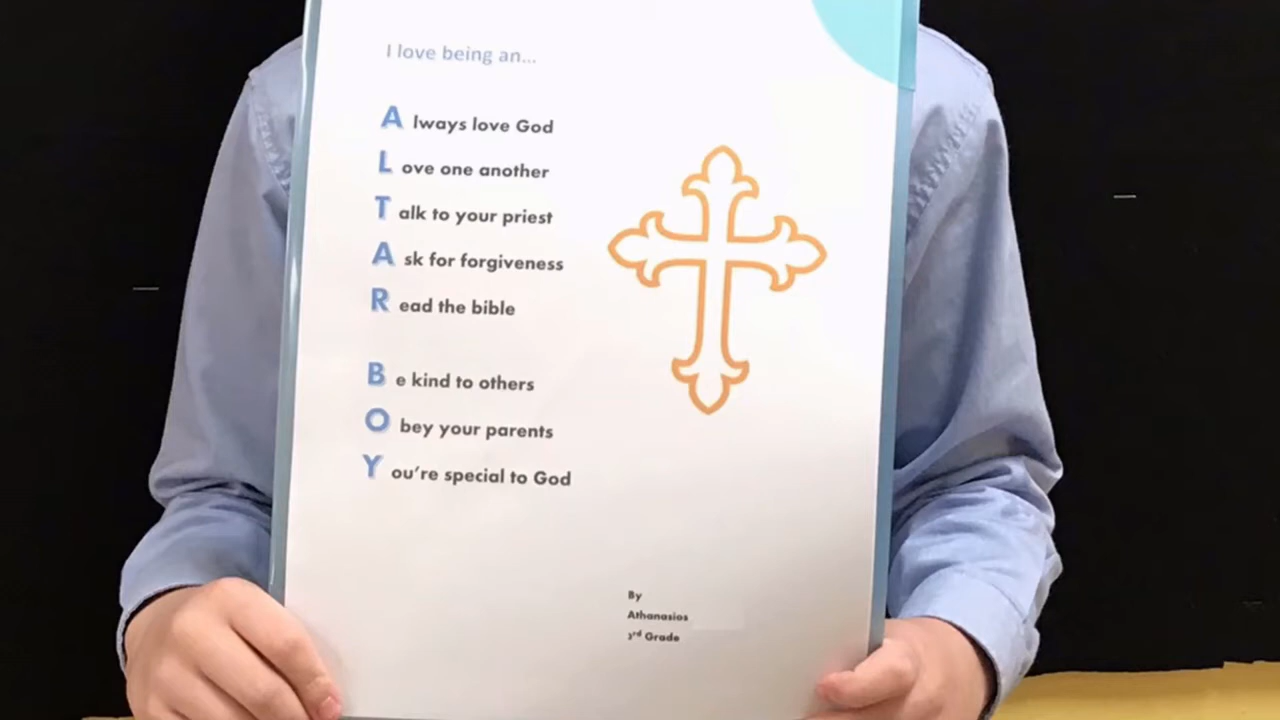 I love being an...
A lways love God
L ove one another
T alk to your priest
A sk for forgiveness
R ead the bible
B e kind to others
O bey your parents
Y ou're special to God
By
Athanasios
3rd Grade